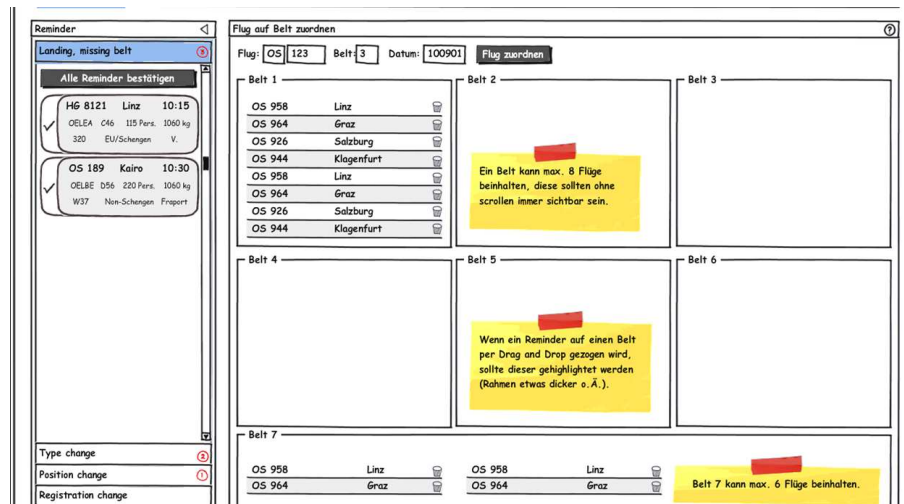 Reminder
Landing, missing belt
Alle Reminder bestätigen
HG 8121 Linz 10:15
OELEA C46 115 Pers. 1060 kg
320 EU/Schengen V.
OS 189 Kairo 10:30
OELBE D56 220 Pers. 1060 kg
W37 Non-Schengen Fraport
Type change 2
Position change 1
Registration change
Flug auf Belt zuordnen ?
Flug: OS 123 Belt: 3 Datum: 100901 Flug zuordnen
Belt 1
OS 958 Linz
OS 964 Graz
OS 926 Salzburg
OS 944 Klagenfurt
OS 958 Linz
OS 964 Graz
OS 926 Salzburg
OS 944 Klagenfurt
Belt 2
Ein Belt kann max. 8 Flüge
beinhalten, diese sollten ohne
scrollen immer sichtbar sein.
Belt 3
Belt 4
Belt 5
Wenn ein Reminder auf einen Belt
per Drag and Drop gezogen wird,
sollte dieser gehighlightet werden
(Rahmen etwas dicker o.Ä.).
Belt 6
Belt 7
OS 958 Linz OS 958 Linz
OS 964 Graz OS 964 Graz
Belt 7 kann max. 6 Flüge beinhalten.